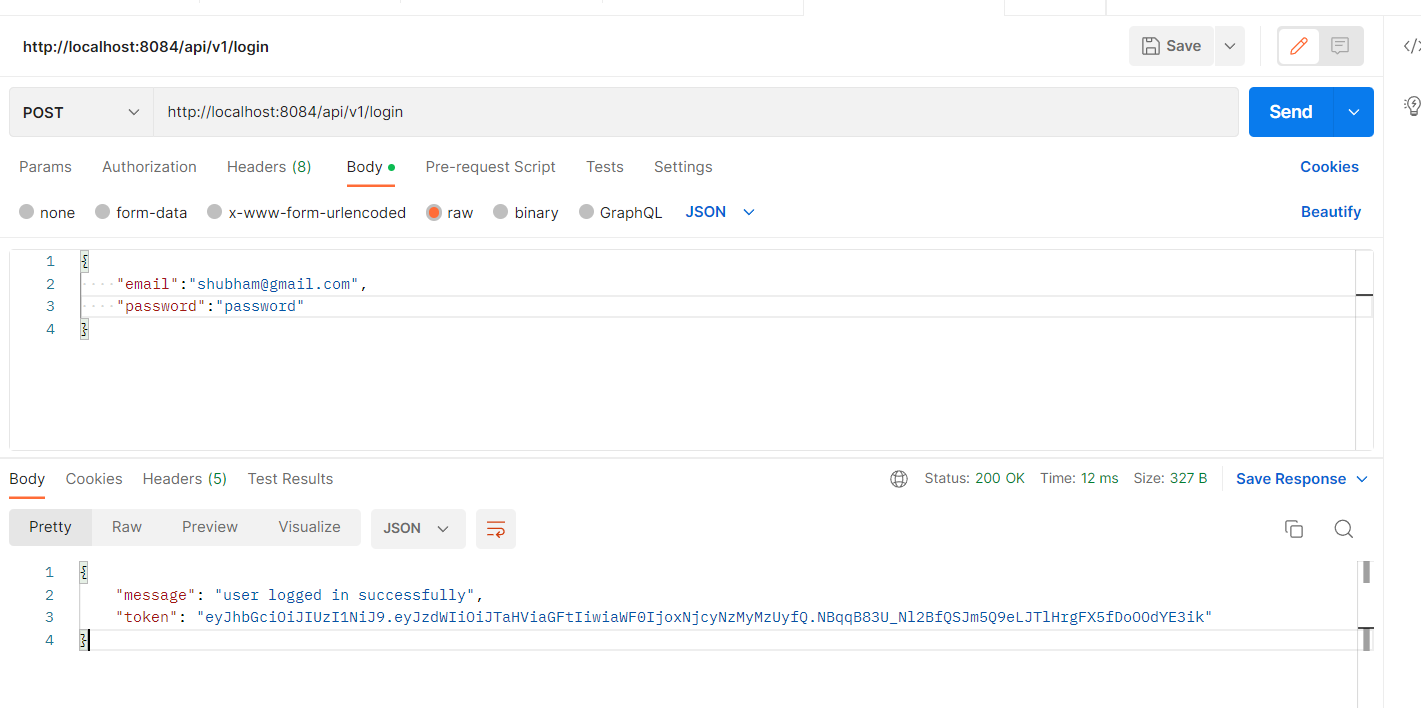 http://localhost:8084/api/v1/login
Save
POST
http://localhost:8084/api/v1/login
Send
Params Authorization Headers (8) Body Pre-request Script Tests Settings Cookies
none form-data x-www-form-urlencoded raw binary GraphQL JSON Beautify
1 {
2 "email":"shubham@gmail.com",
3 "password":"password"
4 }
Body Cookies Headers (5) Test Results Status: 200 OK Time: 12 ms Size: 327 B Save Response
Pretty Raw Preview Visualize JSON
1 {
2 "message": "user logged in successfully",
3 "token": "eyJhbGciOiJIUzI1NiJ9.eyJzdWIiOiJTaHViaGFtIiwiaWF0IjoxNjcyNzMyMzUyfQ.NBqqB83U_Nl2BfQSJm5Q9eLJTlHrgFX5fDoOOdYE3ik"
4 }